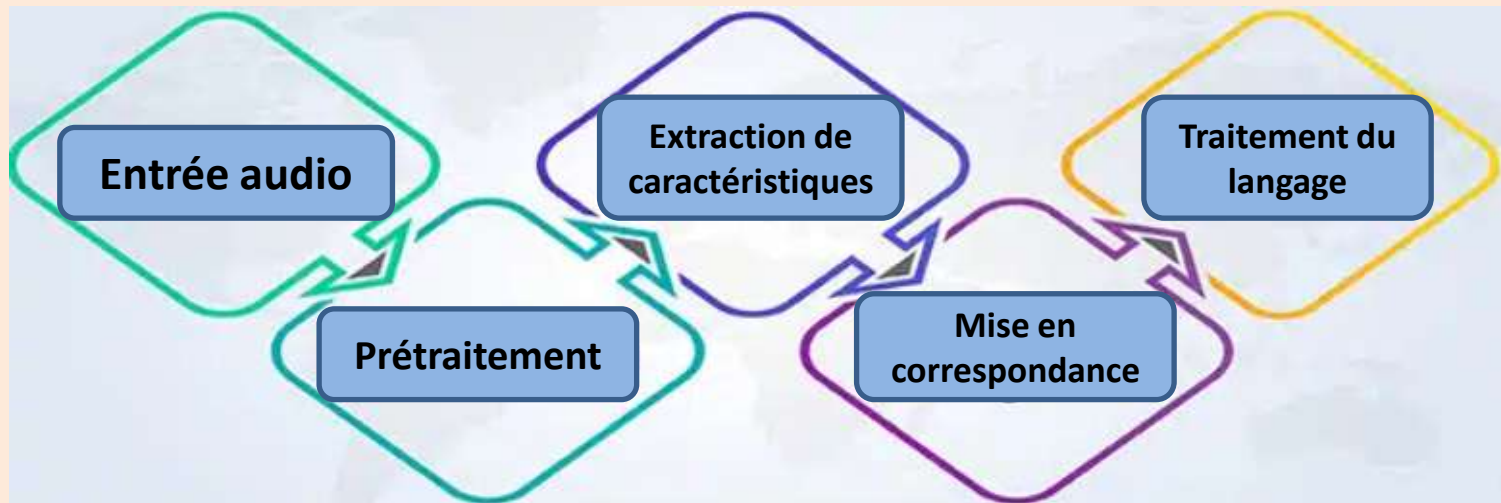 Entrée audio
Prétraitement
Extraction de
caractéristiques
Mise en
correspondance
Traitement du
langage